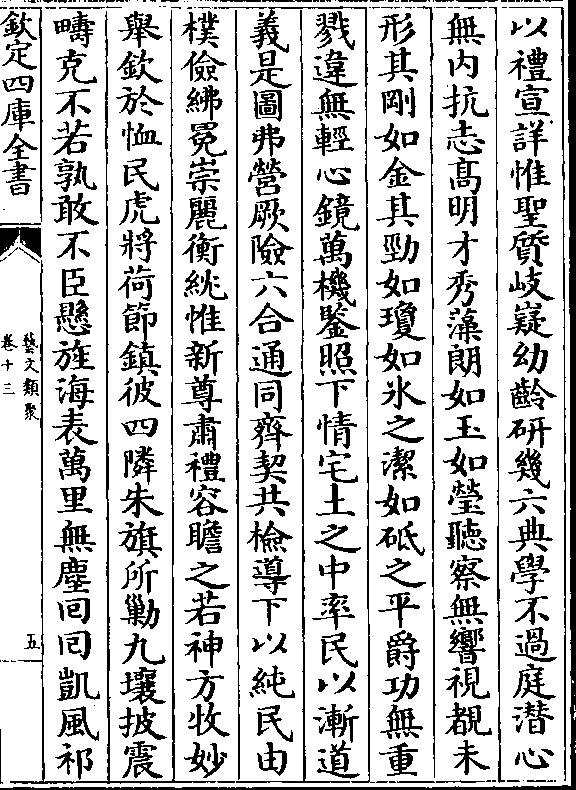 以禮宣詳惟聖質岐嶷幼齡研幾六典學不過庭潜心
無内抗志髙明才秀藻朗如玉如瑩聽察無響視覩未
形其剛如金其勁如瓊如氷之潔如砥之平爵功無重
戮違無輕心鏡萬機鑒照下情宅土之中率民以漸道
義是圖弗營厥險六合通同齊契共檢導下以純民由
樸儉紼冕崇麗衡紞惟新尊肅禮容瞻之若神方收妙
舉欽於恤民虎將荷節鎮彼四隣朱旗所勦九壤披震
疇克不若孰敢不臣懸旌海表萬里無塵囘囘凱風祁
欽定四庫全書
藝文類聚
卷十三
五